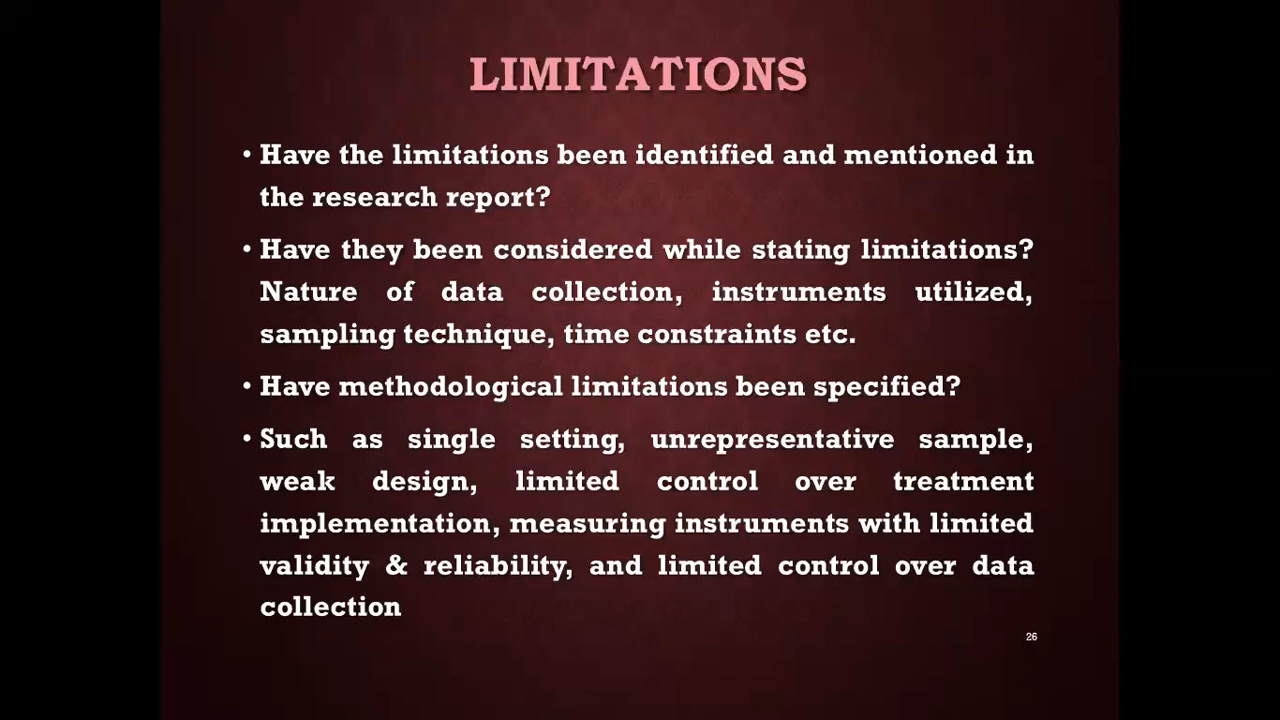 LIMITATIONS
• Have the limitations been identified and mentioned in
the research report?
• Have they been considered while stating limitations?
Nature of data collection, instruments utilized,
sampling technique, time constraints etc.
• Have methodological limitations been specified?
• Such as single setting, unrepresentative sample,
weak design, limited control over treatment
implementation, measuring instruments with limited
validity & reliability, and limited control over data
collection
26